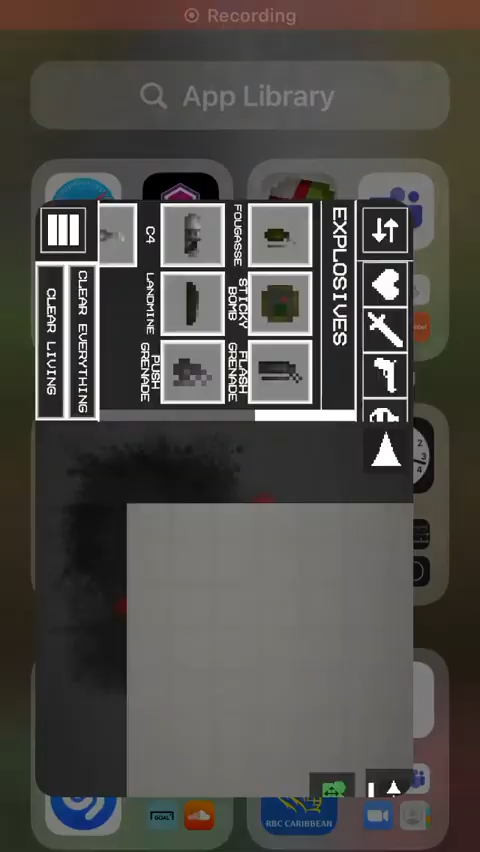 Recording
App Library
EXPLOSIVES
FOUGASSE
STICKY
BOMB
FLASH
GRENADE
C4
LANDMINE
PUSH
GRENADE
CLEAR EVERYTHING
CLEAR LIVING
GOAL
RBC CARIBBEAN